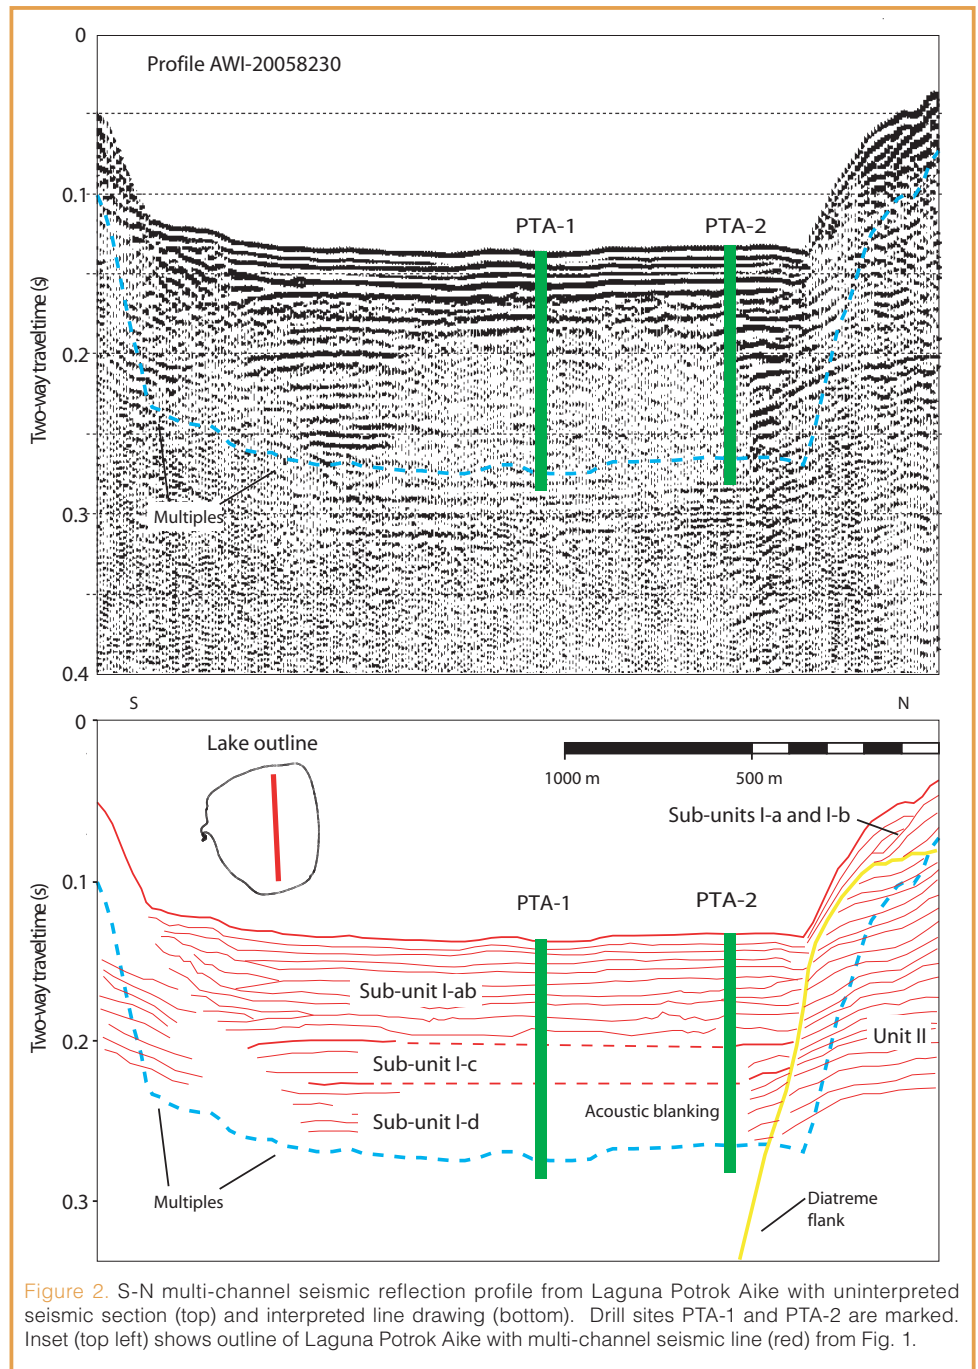 0
Profile AWI-20058230
0.1
PTA-1
PTA-2
Two-way traveltime (s)
0.2
Multiples
0.3
0.4
S
N
0
Lake outline
1000 m
500 m
Sub-units I-a and I-b
0.1
PTA-1
PTA-2
Two-way traveltime (s)
Sub-unit I-ab
0.2
Unit II
Sub-unit I-c
Acoustic blanking
Sub-unit I-d
Multiples
0.3
Diatreme
flank
Figure 2. S-N multi-channel seismic reflection profile from Laguna Potrok Aike with uninterpreted
seismic section (top) and interpreted line drawing (bottom). Drill sites PTA-1 and PTA-2 are marked.
Inset (top left) shows outline of Laguna Potrok Aike with multi-channel seismic line (red) from Fig. 1.